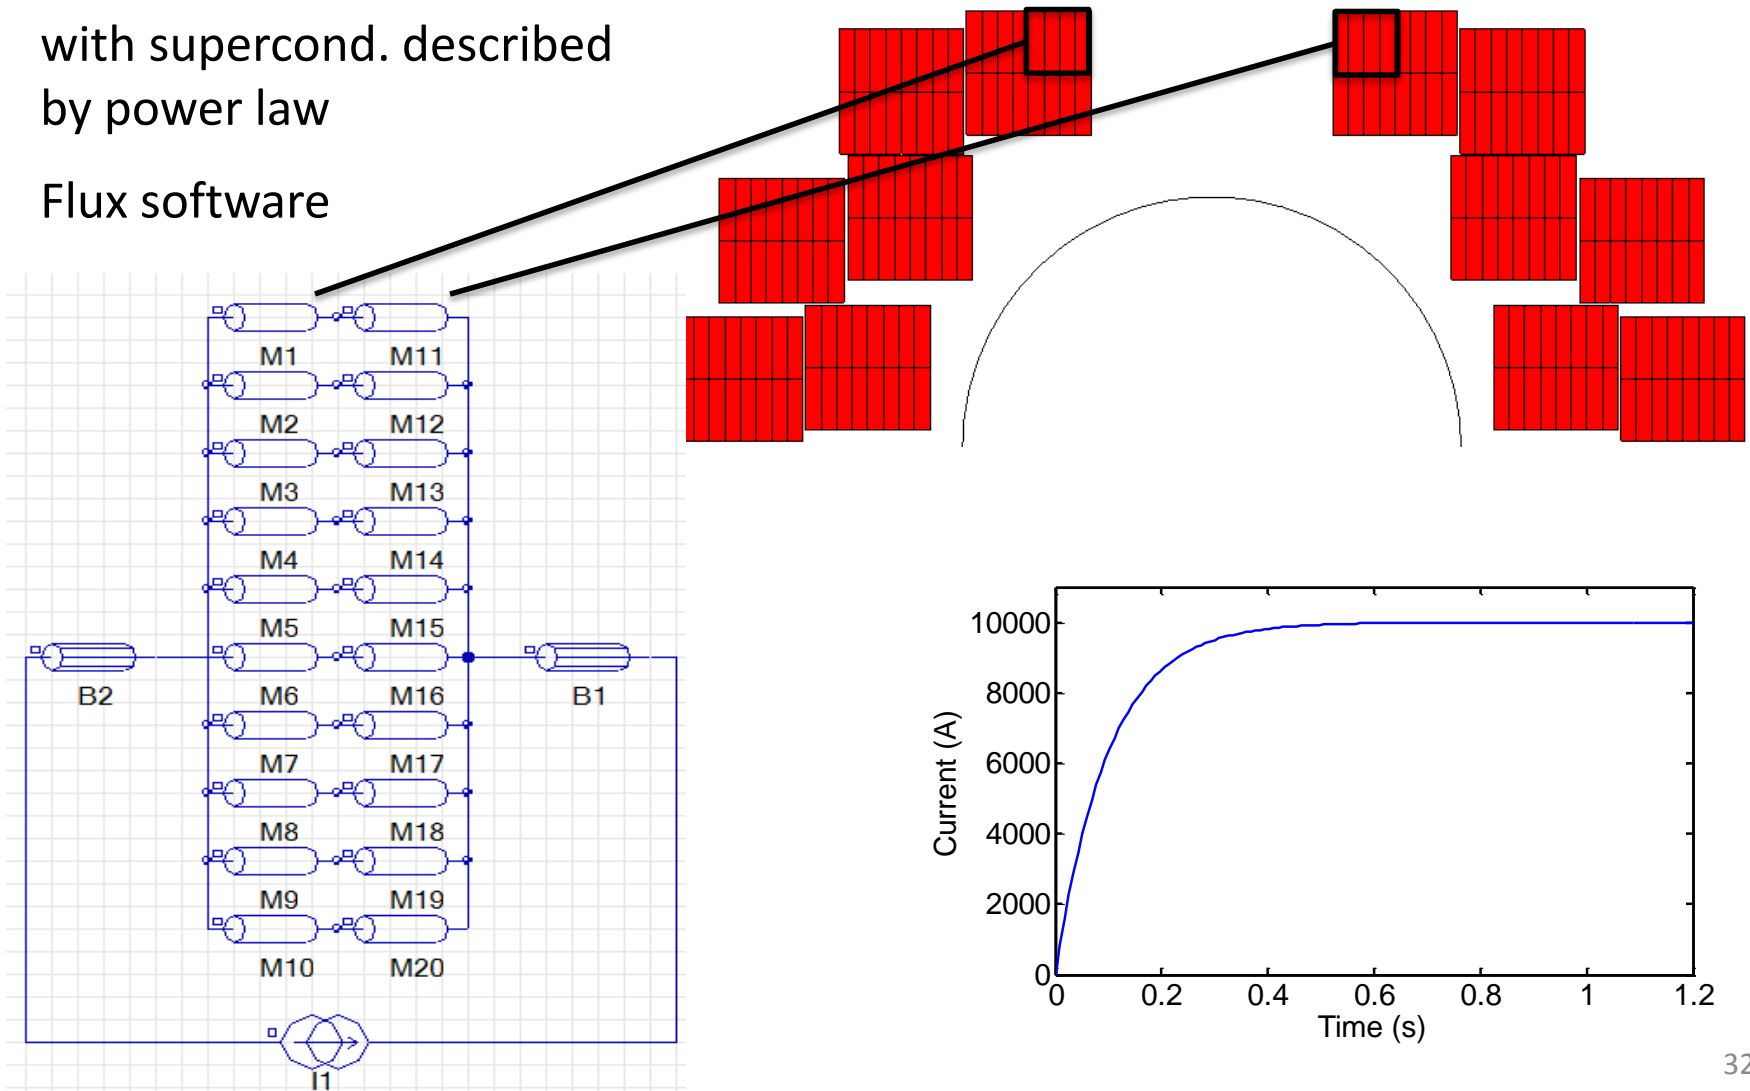 with supercond. described
by power law
Flux software
M1 M11
M2 M12
M3 M13
M4 M14
M5 M15
B2 M6 M16 B1
M7 M17
M8 M18
M9 M19
M10 M20
I1
10000
8000
6000
4000
2000
0
Current (A)
0 0.2 0.4 0.6 0.8 1 1.2
Time (s)
32